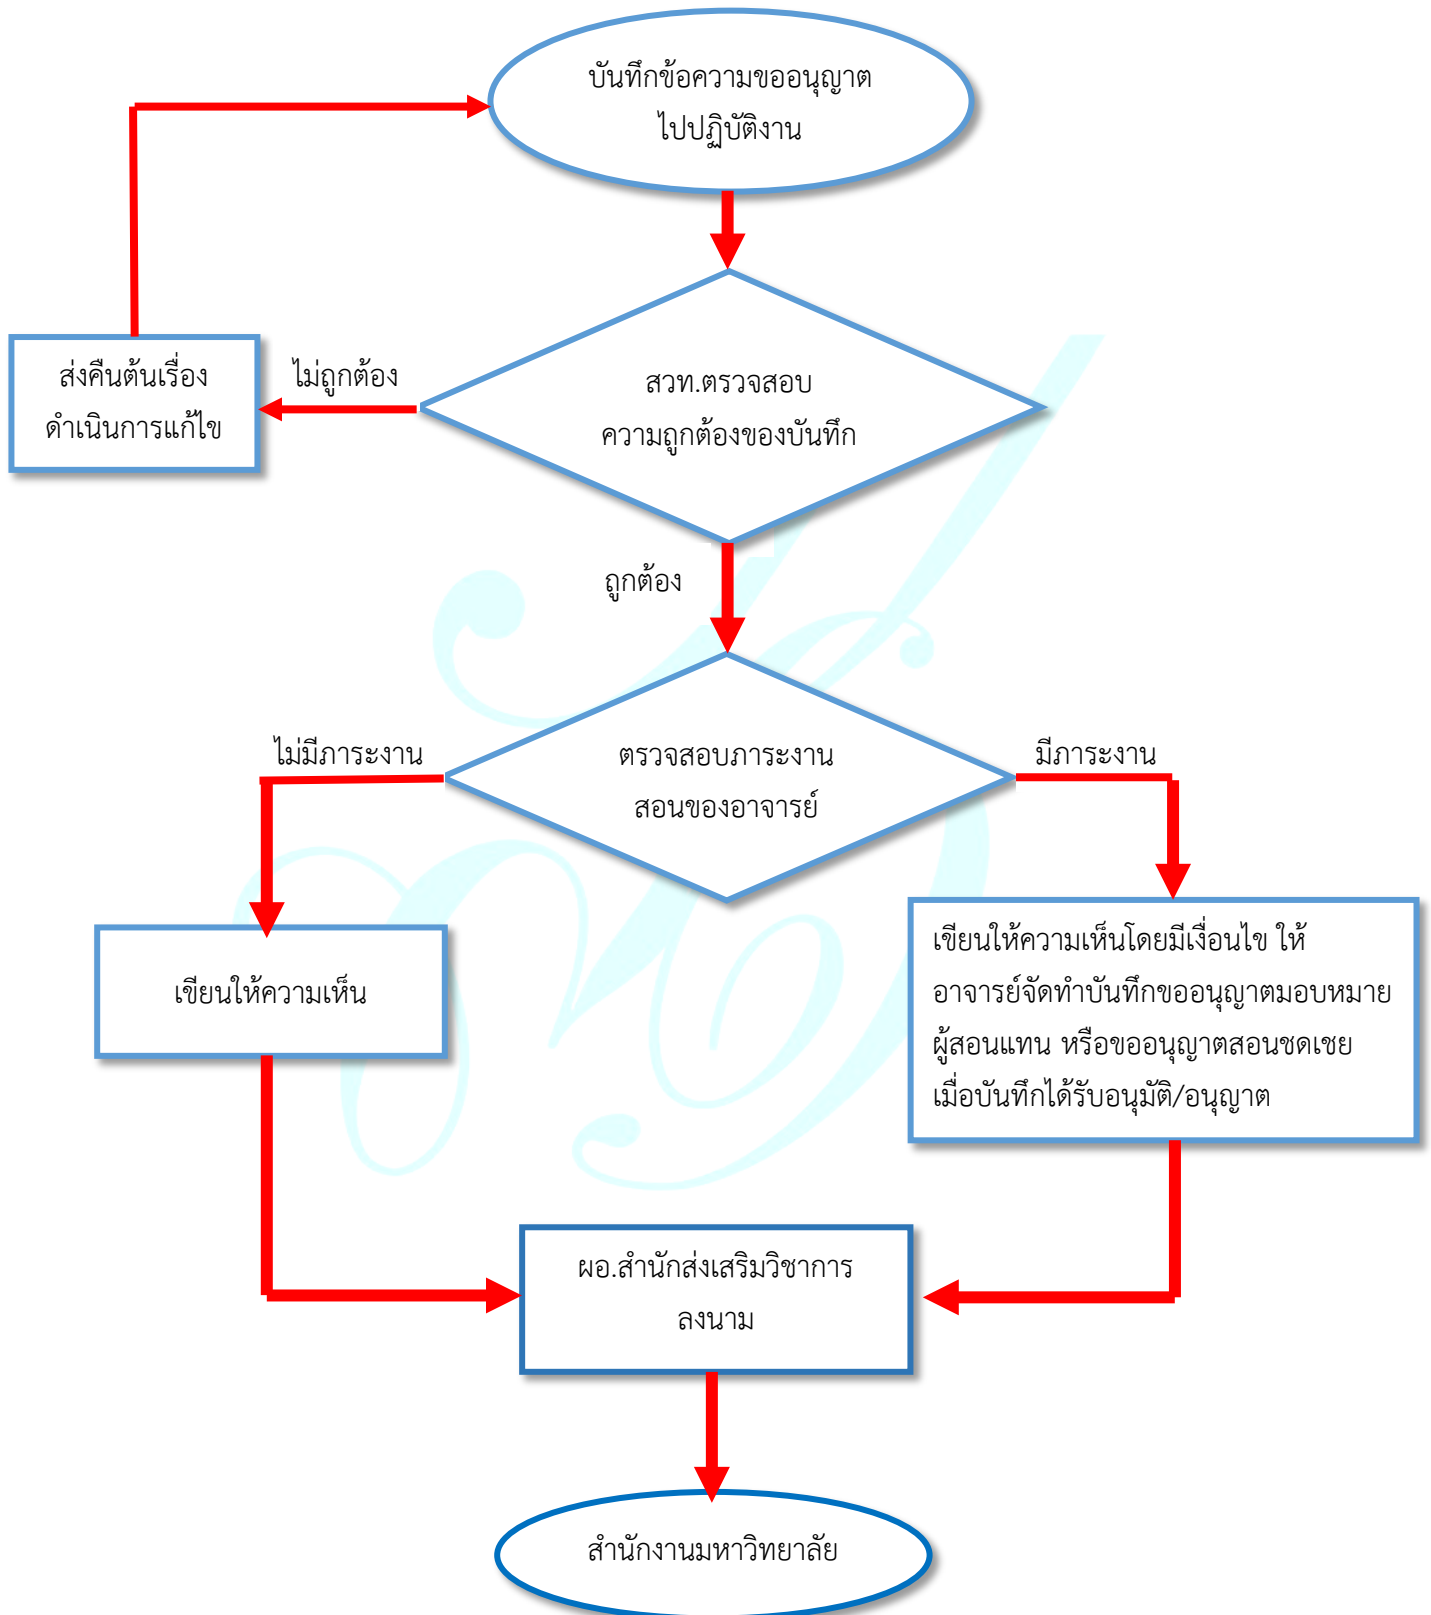 บันทึกข้อความขออนุญาต
ไปปฏิบัติงาน
ส่งคืนต้นเรื่อง
ดำเนินการแก้ไข
ไม่ถูกต้อง
สวท.ตรวจสอบ
ความถูกต้องของบันทึก
ถูกต้อง
ไม่มีภาระงาน
ตรวจสอบภาระงาน
สอนของอาจารย์
มีภาระงาน
เขียนให้ความเห็น
เขียนให้ความเห็นโดยมีเงื่อนไข ให้
อาจารย์จัดทำบันทึกขออนุญาตมอบหมาย
ผู้สอนแทน หรือขออนุญาตสอนชดเชย
เมื่อบันทึกได้รับอนุมัติ/อนุญาต
ผอ.สำนักส่งเสริมวิชาการ
ลงนาม
สำนักงานมหาวิทยาลัย